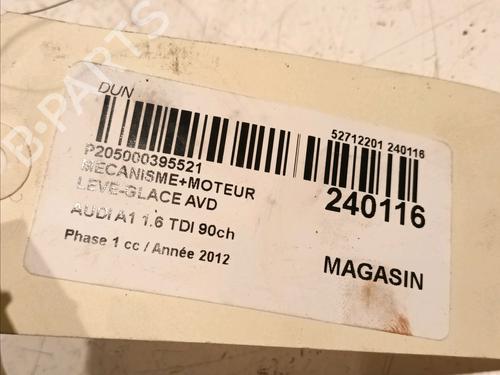 B-PARTS
DUN
52712201 240116
P205000395521
MECANISME+MOTEUR
LEVE-GLACE AVD
240116
AUDI A1 1.6 TDI 90ch
Phase 1 cc / Année 2012
MAGASIN